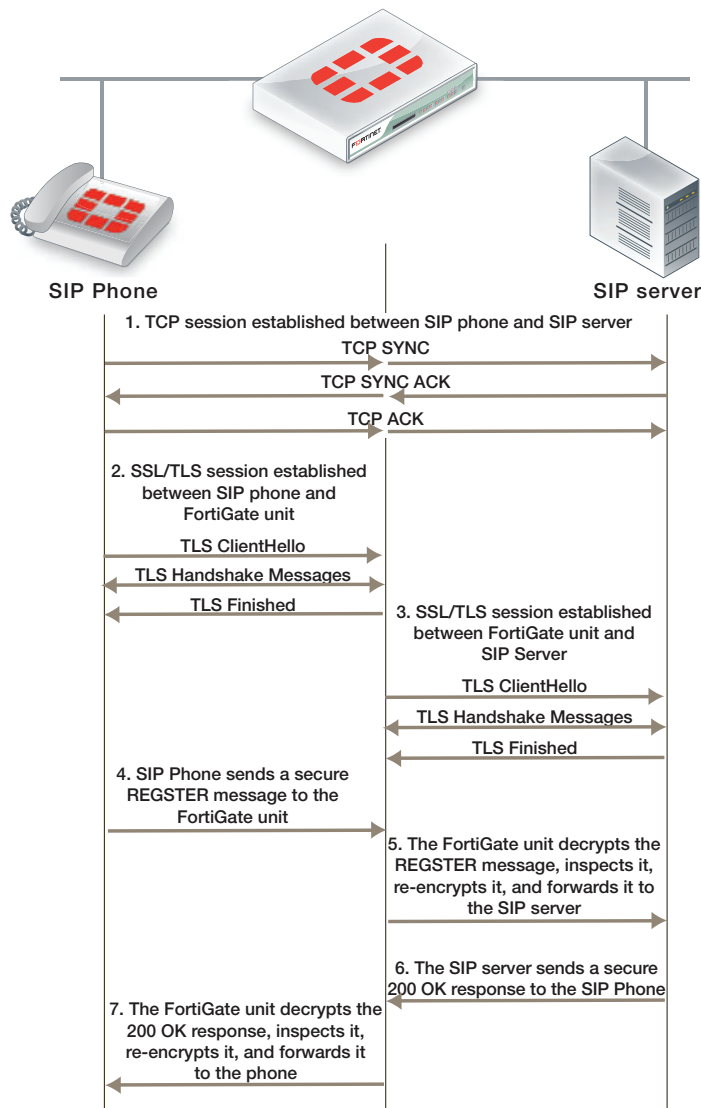 FORTINET
SIP Phone
SIP server
1. TCP session established between SIP phone and SIP server
TCP SYNC
TCP SYNC ACK
TCP ACK
2. SSL/TLS session established
between SIP phone and
FortiGate unit
TLS ClientHello
TLS Handshake Messages
TLS Finished
3. SSL/TLS session established
between FortiGate unit and
SIP Server
TLS ClientHello
TLS Handshake Messages
TLS Finished
4. SIP Phone sends a secure
REGSTER message to the
FortiGate unit
5. The FortiGate unit decrypts the
REGSTER message, inspects it,
re-encrypts it, and forwards it to
the SIP server
6. The SIP server sends a secure
200 OK response to the SIP Phone
7. The FortiGate unit decrypts the
200 OK response, inspects it,
re-encrypts it, and forwards it
to the phone